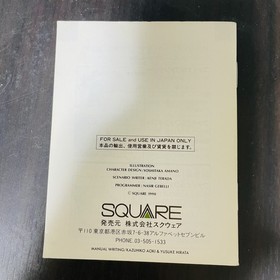 FOR SALE and USE IN JAPAN ONLY
本品の輸出、使用営業及び賃貸を禁じます。
ILLUSTRATION
CHARACTER DESIGN: YOSHITAKA AMANO
SCENARIO WRITER: KENJI TERADA
PROGRAMMER: NASIR GEBELLI
© SQUARE 1990
SQUARE
発売元 株式会社スクウェア
〒110 東京都港区赤坂7-6-38アルファベットセブンビル
PHONE 03-505-1533
MANUAL WRITING: KAZUHIKO AOKI & YUSUKE HIRATA